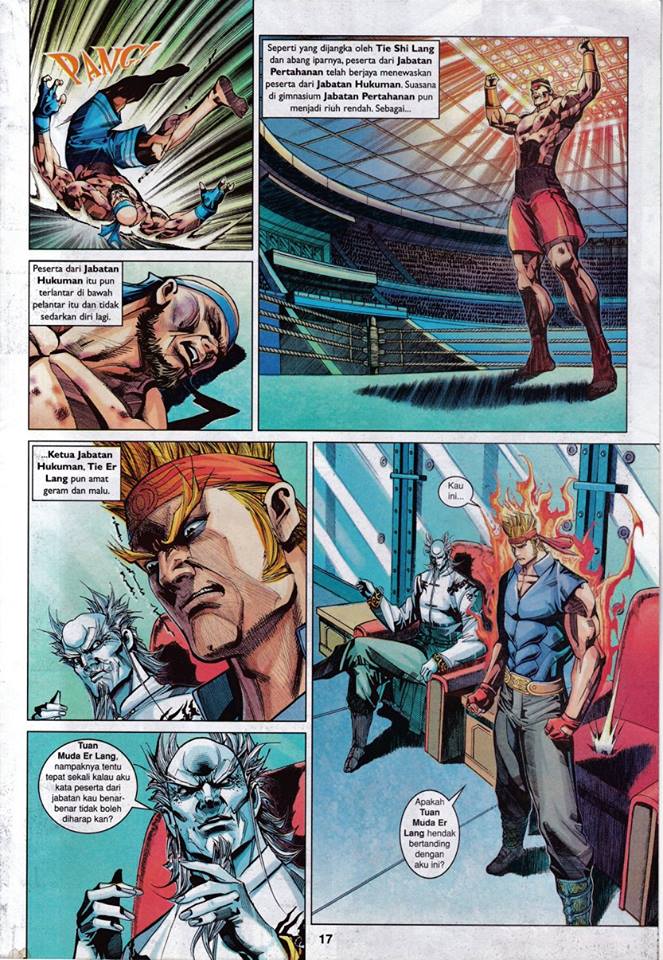 PANG!
Seperti yang dijangka oleh Tie Shi Lang
dan abang iparnya, peserta dari Jabatan
Pertahanan telah berjaya menewaskan
peserta dari Jabatan Hukuman. Suasana
di gimnasium Jabatan Pertahanan pun
menjadi riuh rendah. Sebagai...
Peserta dari Jabatan
Hukuman itu pun
terlantar di bawah
pelantar itu dan tidak
sedarkan diri lagi.
...Ketua Jabatan
Hukuman, Tie Er
Lang pun amat
geram dan malu.
Kau
ini...
Tuan
Muda Er Lang,
nampaknya tentu
tepat sekali kalau aku
kata peserta dari
jabatan kau benar-
benar tidak boleh
diharap kan?
Apakah
Tuan
Muda Er
Lang hendak
bertanding
dengan
aku ini?
17